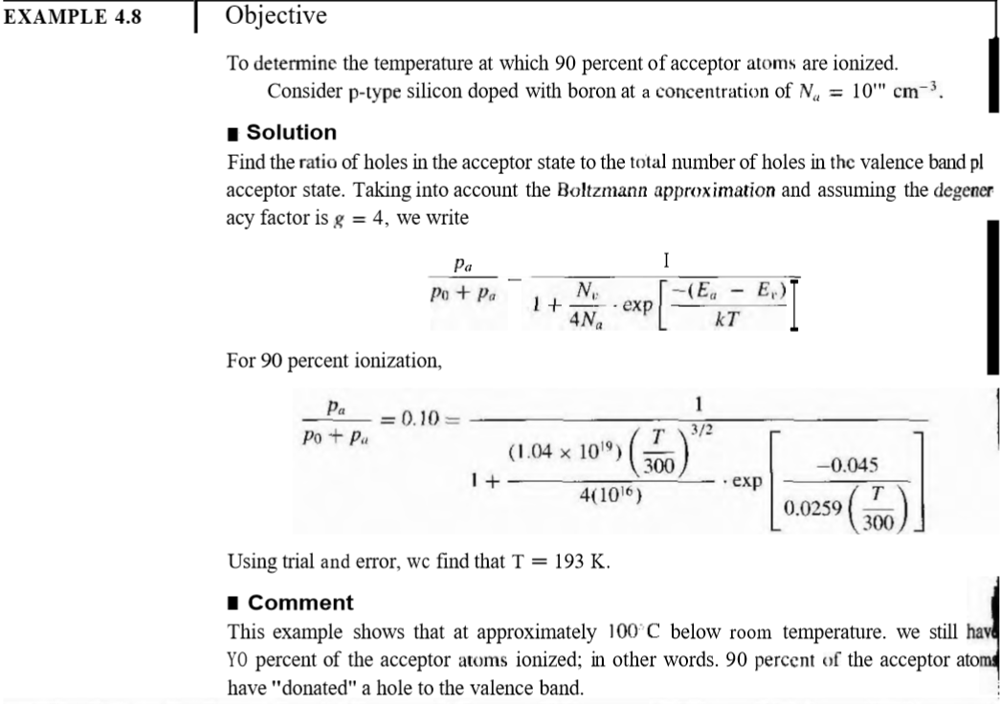 EXAMPLE 4.8
Objective
To determine the temperature at which 90 percent of acceptor atoms are ionized.
Consider p-type silicon doped with boron at a concentration of N_a = 10''' cm^{-3}.
■ Solution
Find the ratio of holes in the acceptor state to the total number of holes in thc valence band pl
acceptor state. Taking into account the Boltzmann approximation and assuming the degener
acy factor is g = 4, we write
\frac{p_a}{p_0 + p_a} - \frac{I}{1 + \frac{N_v}{4N_a} \cdot \exp\left[\frac{-(E_a - E_v)}{kT}\right]}
For 90 percent ionization,
\frac{p_a}{p_0 + p_a} = 0.10 = \frac{1}{1 + \frac{(1.04 \times 10^{19})\left(\frac{T}{300}\right)^{3/2}}{4(10^{16})} \cdot \exp\left[\frac{-0.045}{0.0259\left(\frac{T}{300}\right)}\right]}
Using trial and error, wc find that T = 193 K.
■ Comment
This example shows that at approximately 100°C below room temperature. we still have
Y0 percent of the acceptor atoms ionized; in other words. 90 percent of the acceptor atoms
have "donated" a hole to the valence band.